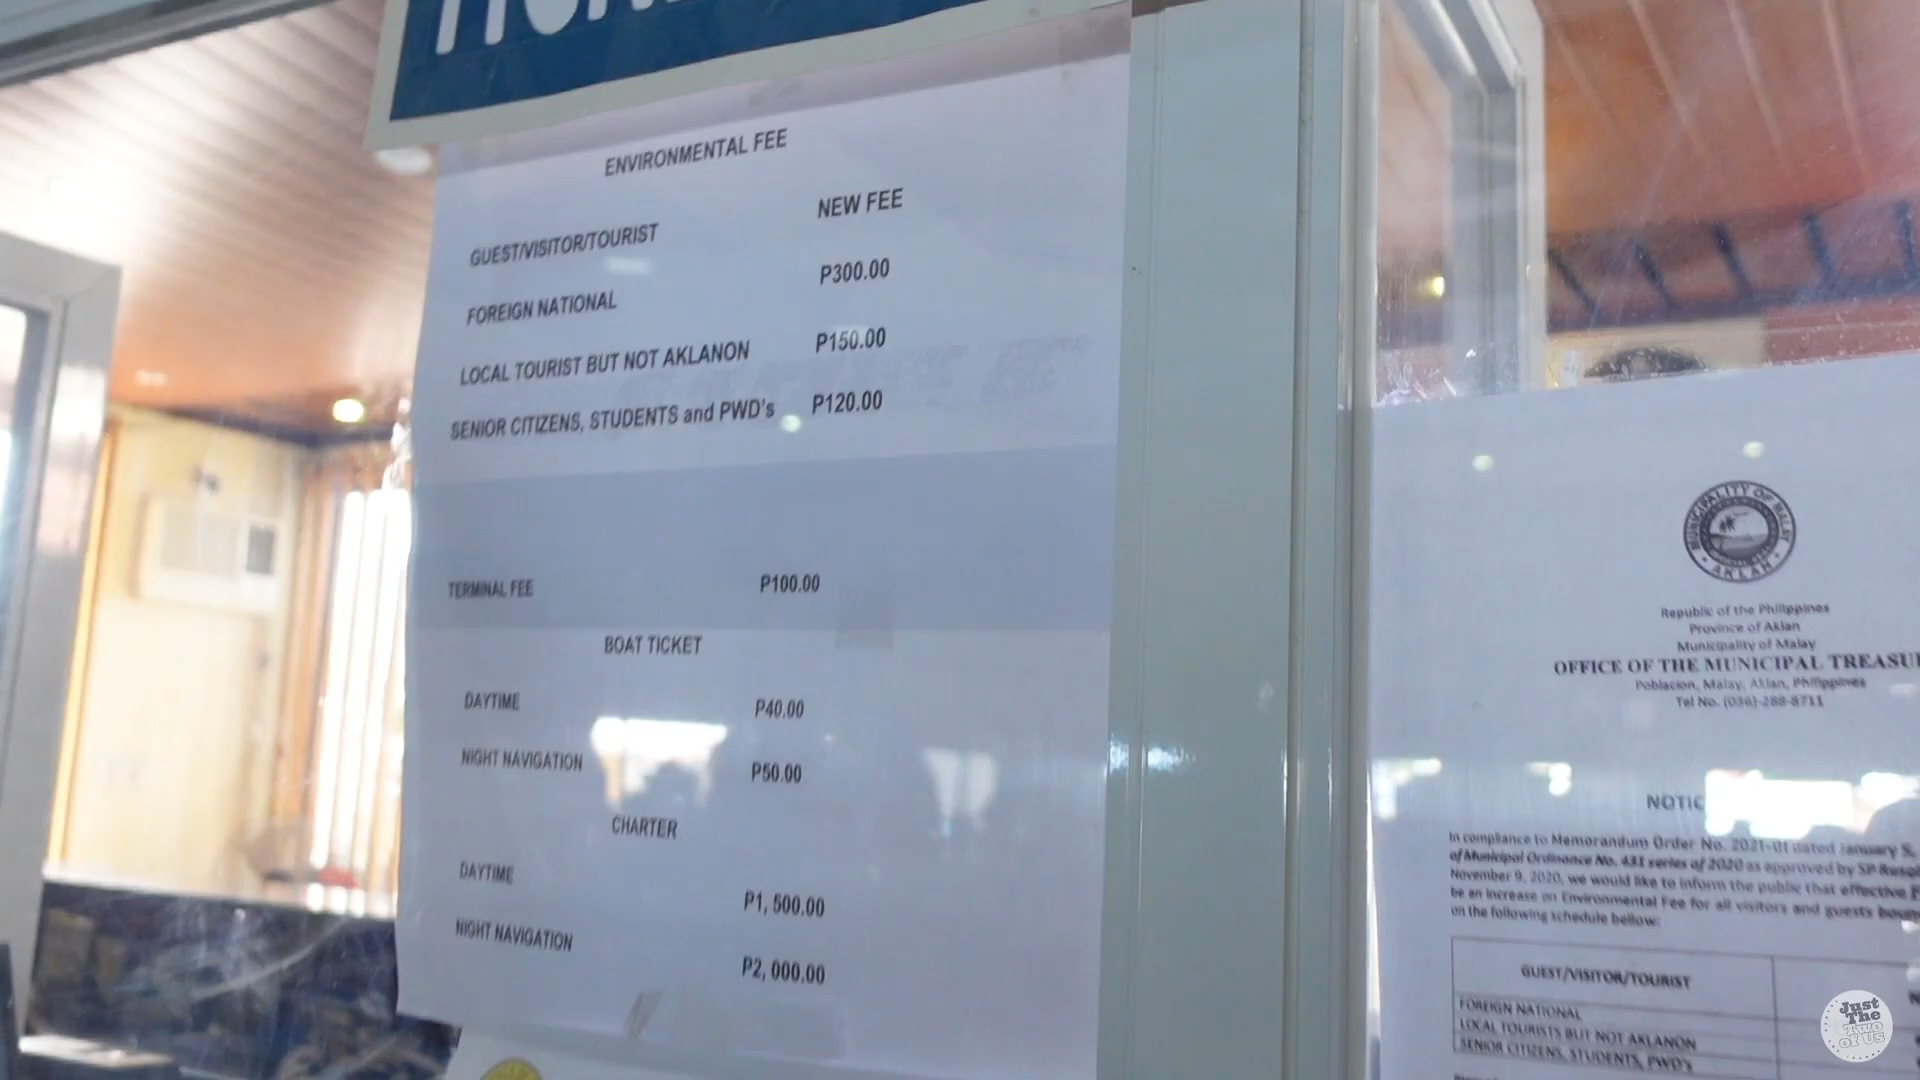 ENVIRONMENTAL FEE
GUEST/VISITOR/TOURIST NEW FEE
FOREIGN NATIONAL P300.00
LOCAL TOURIST BUT NOT AKLANON P150.00
SENIOR CITIZENS, STUDENTS and PWD's P120.00
TERMINAL FEE P100.00
BOAT TICKET
DAYTIME P40.00
NIGHT NAVIGATION P50.00
CHARTER
DAYTIME P1,500.00
NIGHT NAVIGATION P2,000.00
MUNICIPALITY OF MALAY
AKLAN
Republic of the Philippines
Province of Aklan
Municipality of Malay
OFFICE OF THE MUNICIPAL
Poblacion, Malay, Aklan, Philippines
Tel No. (036)-288-8711
In compliance to Memorandum Order No. 2021-01 dated January 5,
of Municipal Ordinance No. 431 series of 2020 as approved by SP
November 9, 2020, we would like to inform the public that effective
be an increase on Environmental Fee for all visitors and guests
on the following schedule bellow:
GUEST/VISITOR/TOURIST
FOREIGN NATIONAL
LOCAL TOURISTS BUT NOT AKLANON
SENIOR CITIZENS, STUDENTS, PWD's
Just
The
Two
of Us